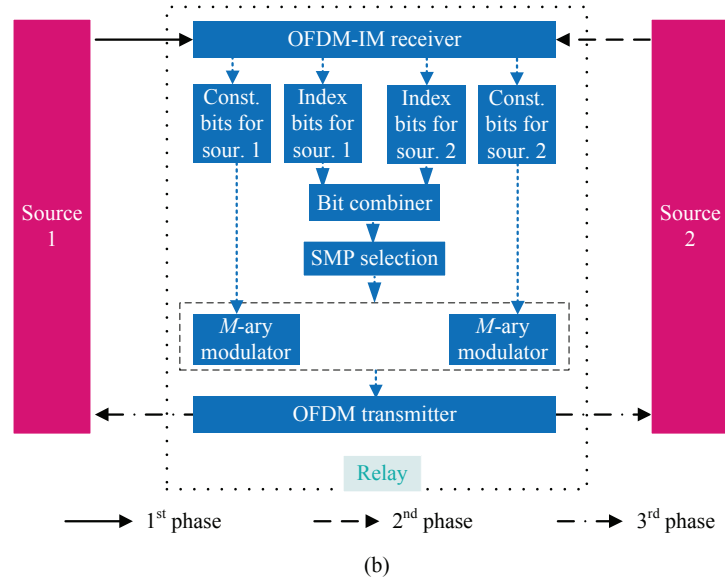 OFDM-IM receiver
Const.
bits for
sour. 1
Index
bits for
sour. 1
Index
bits for
sour. 2
Const.
bits for
sour. 2
Source
1
Source
2
Bit combiner
SMP selection
M-ary
modulator
M-ary
modulator
OFDM transmitter
Relay
1st phase
2nd phase
3rd phase
(b)